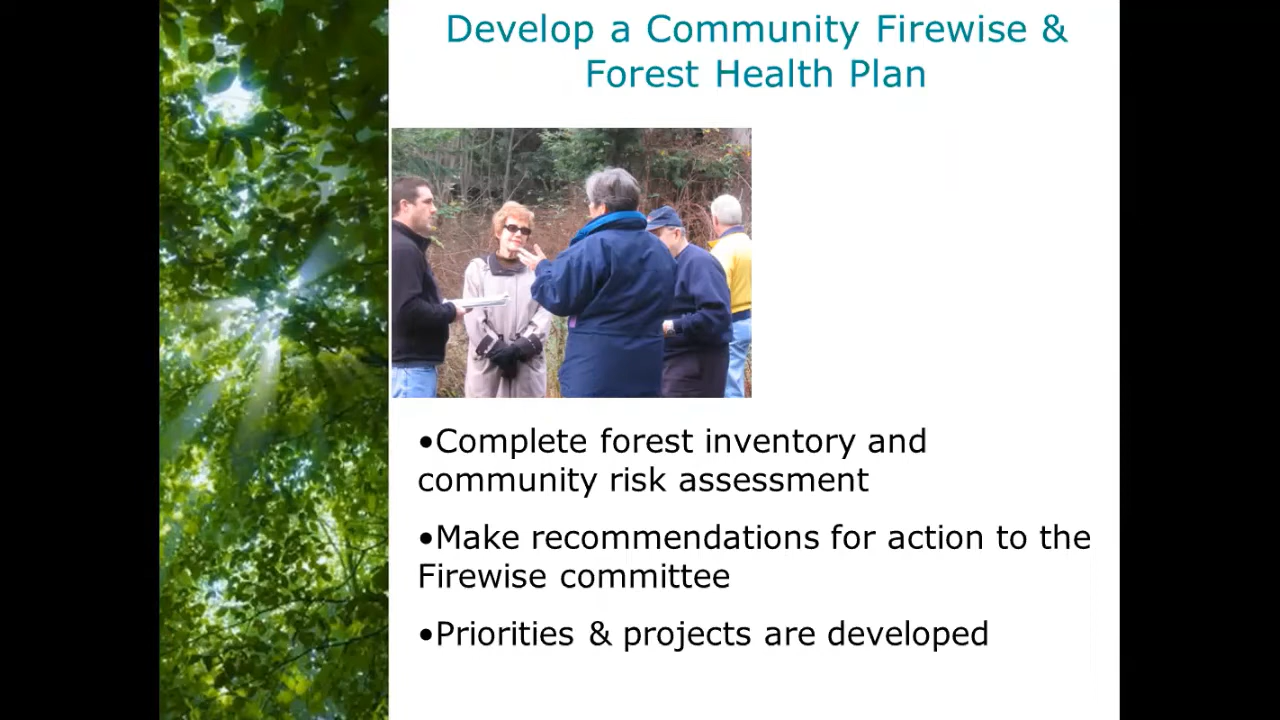 Develop a Community Firewise &
Forest Health Plan
•Complete forest inventory and
community risk assessment
•Make recommendations for action to the
Firewise committee
•Priorities & projects are developed